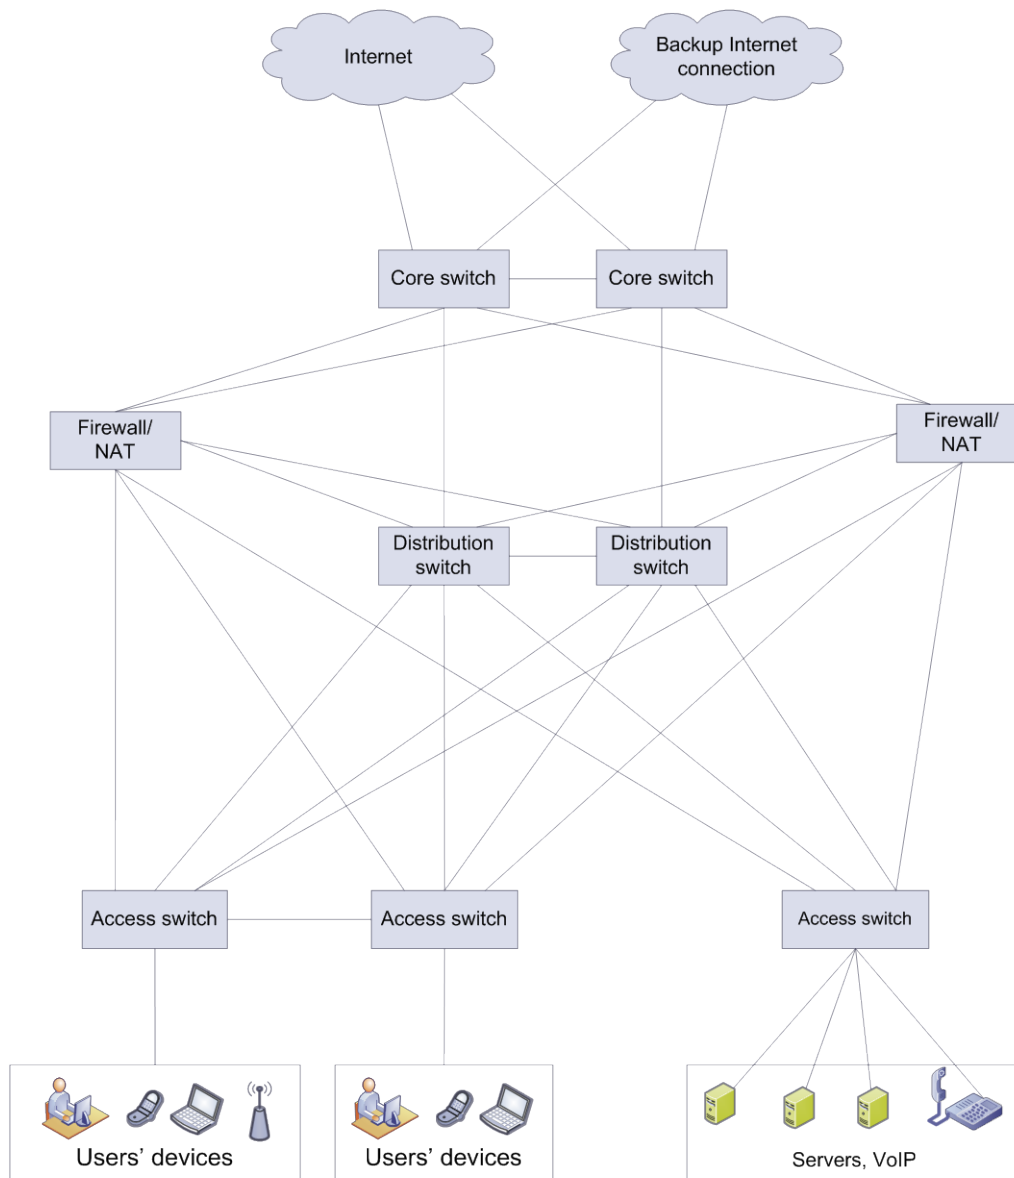 Internet
Backup Internet
connection
Core switch
Core switch
Firewall/
NAT
Firewall/
NAT
Distribution
switch
Distribution
switch
Access switch
Access switch
Access switch
Users' devices
Users' devices
Servers, VoIP